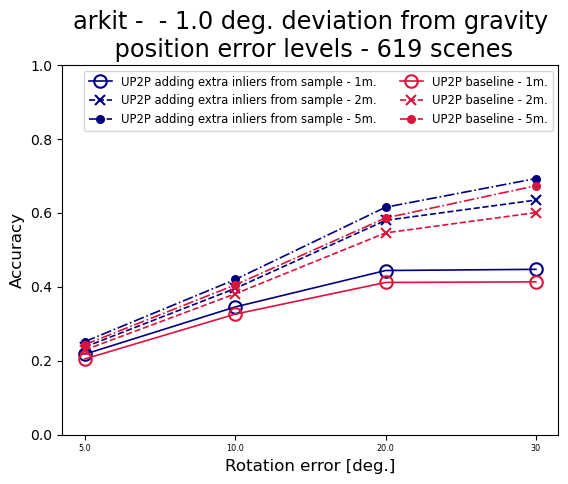 arkit -  - 1.0 deg. deviation from gravity
position error levels - 619 scenes
UP2P adding extra inliers from sample - 1m.
UP2P adding extra inliers from sample - 2m.
UP2P adding extra inliers from sample - 5m.
UP2P baseline - 1m.
UP2P baseline - 2m.
UP2P baseline - 5m.
Accuracy
1.0
0.8
0.6
0.4
0.2
0.0
5.0 10.0 20.0 30
Rotation error [deg.]